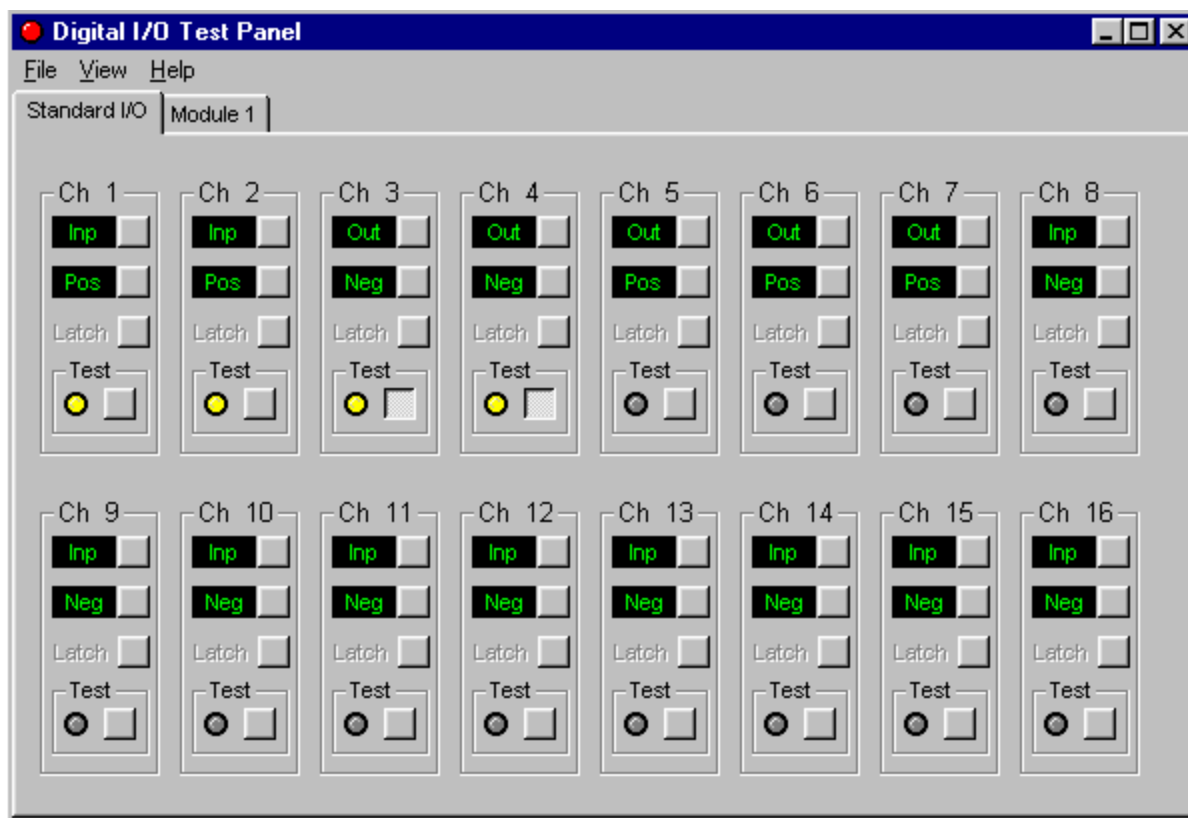 Digital I/O Test Panel
File View Help
Standard I/O Module 1
Ch 1 Ch 2 Ch 3 Ch 4 Ch 5 Ch 6 Ch 7 Ch 8
Inp Inp Out Out Out Out Out Inp
Pos Pos Neg Neg Pos Pos Pos Neg
Latch Latch Latch Latch Latch Latch Latch Latch
Test Test Test Test Test Test Test Test
Ch 9 Ch 10 Ch 11 Ch 12 Ch 13 Ch 14 Ch 15 Ch 16
Inp Inp Inp Inp Inp Inp Inp Inp
Neg Neg Neg Neg Neg Neg Neg Neg
Latch Latch Latch Latch Latch Latch Latch Latch
Test Test Test Test Test Test Test Test